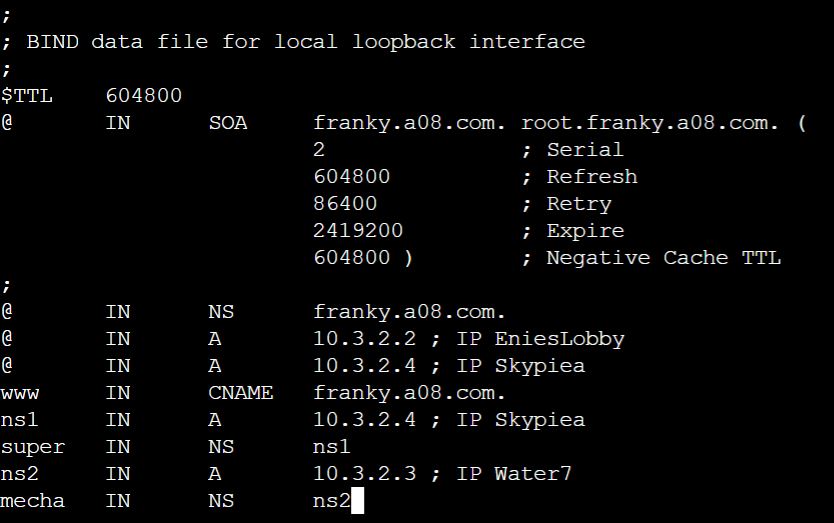 ;
; BIND data file for local loopback interface
;
$TTL    604800
@       IN      SOA     franky.a08.com. root.franky.a08.com. (
                        2               ; Serial
                        604800          ; Refresh
                        86400           ; Retry
                        2419200         ; Expire
                        604800 )        ; Negative Cache TTL
;
@       IN      NS      franky.a08.com.
@       IN      A       10.3.2.2 ; IP EniesLobby
@       IN      A       10.3.2.4 ; IP Skypiea
www     IN      CNAME   franky.a08.com.
ns1     IN      A       10.3.2.4 ; IP Skypiea
super   IN      NS      ns1
ns2     IN      A       10.3.2.3 ; IP Water7
mecha   IN      NS      ns2